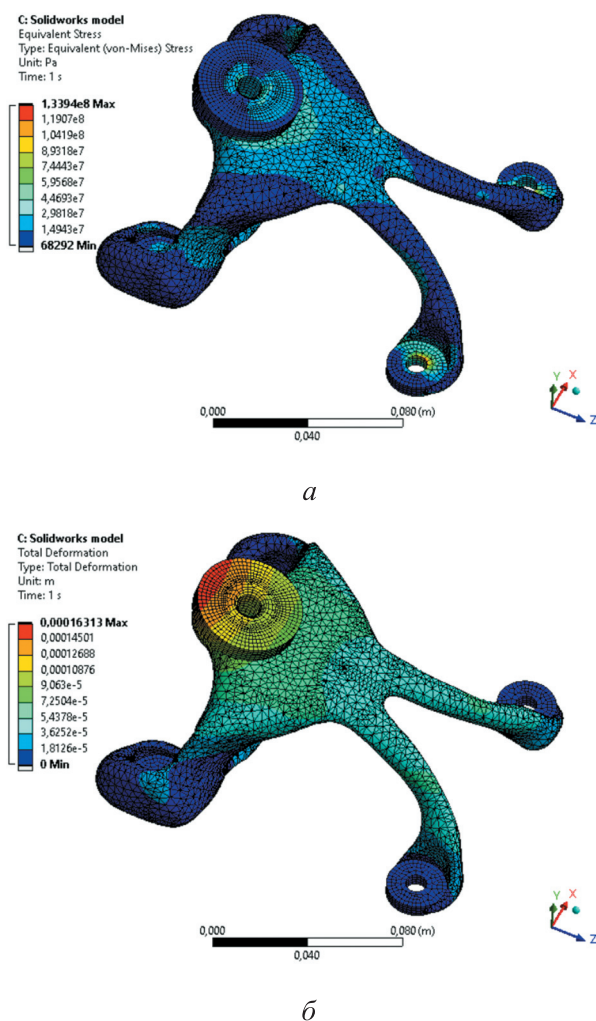 C: Solidworks model
Equivalent Stress
Type: Equivalent (von-Mises) Stress
Unit: Pa
Time: 1 s
1,3394e8 Max
1,1907e8
1,0419e8
8,9318e7
7,4443e7
5,9568e7
4,4693e7
2,9818e7
1,4943e7
68292 Min
Y
X
Z
0,000
0,080 (m)
0,040
а
C: Solidworks model
Total Deformation
Type: Total Deformation
Unit: m
Time: 1 s
0,00016313 Max
0,00014501
0,00012688
0,00010876
9,063e-5
7,2504e-5
5,4378e-5
3,6252e-5
1,8126e-5
0 Min
Y
X
Z
0,000
0,080 (m)
0,040
б